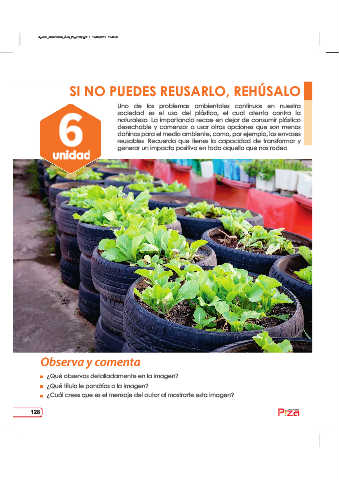 SI NO PUEDES REUSARLO, REHÚSALO
6
unidad
Uno de los problemas ambientales continuos en nuestra
sociedad es el uso del plástico, el cual atenta contra la
naturaleza. La importancia recae en dejar de consumir plástico
desechable y comenzar a usar otras opciones que son menos
dañinas para el medio ambiente, como, por ejemplo, los envases
reusables. Recuerda que tienes la capacidad de transformar y
generar un impacto positivo en todo aquello que nos rodea.
Observa y comenta
¿Qué observas detalladamente en la imagen?
¿Qué título le pondrías a la imagen?
¿Cuál crees que es el mensaje del autor al mostrarte esta imagen?
128